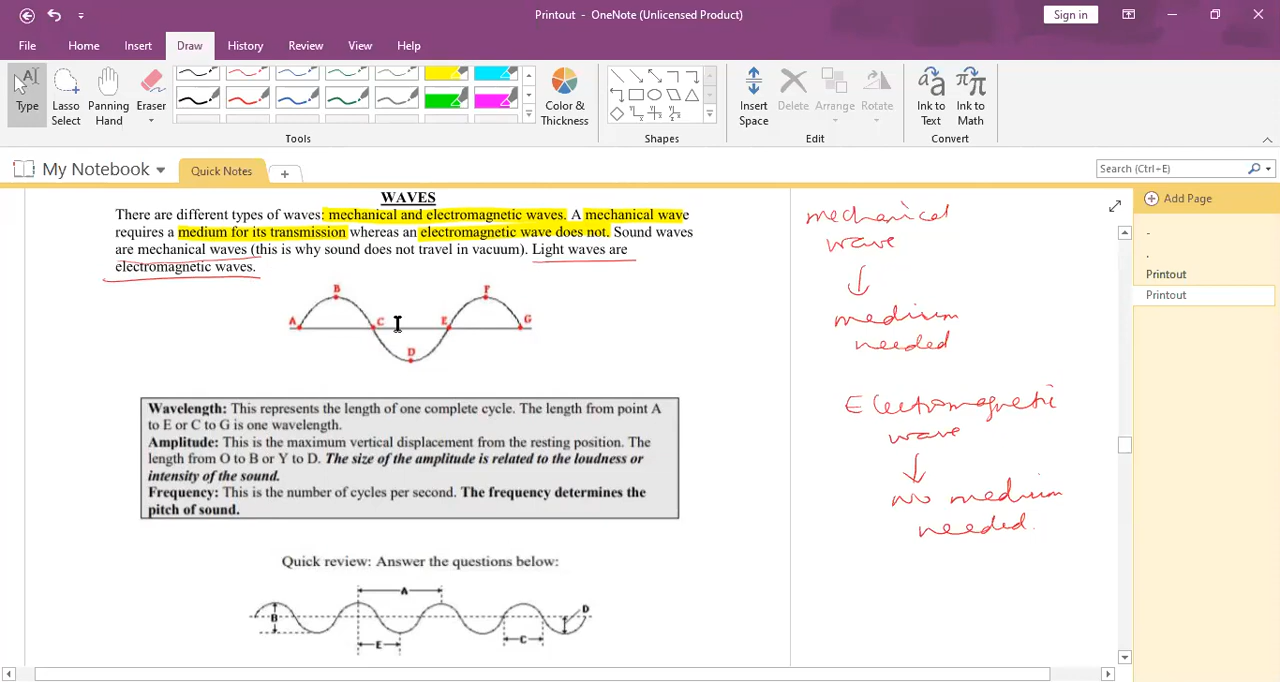 Printout - OneNote (Unlicensed Product)
Sign in
File Home Insert Draw History Review View Help
Type
Lasso Select
Panning Hand
Eraser
Color & Thickness
Insert Space
Delete
Arrange
Rotate
Ink to Text
Ink to Math
Tools
Shapes
Edit
Convert
My Notebook
Quick Notes
Search (Ctrl+E)
Add Page
-
.
Printout
Printout
WAVES
There are different types of waves: mechanical and electromagnetic waves. A mechanical wave
requires a medium for its transmission whereas an electromagnetic wave does not. Sound waves
are mechanical waves (this is why sound does not travel in vacuum). Light waves are
electromagnetic waves.
B F
A C E G
D
Wavelength: This represents the length of one complete cycle. The length from point A
to E or C to G is one wavelength.
Amplitude: This is the maximum vertical displacement from the resting position. The
length from O to B or Y to D. The size of the amplitude is related to the loudness or
intensity of the sound.
Frequency: This is the number of cycles per second. The frequency determines the
pitch of sound.
Quick review: Answer the questions below:
A
B D
E C
mechanical
wave
medium
needed
Electromagnetic
wave
No medium
needed.